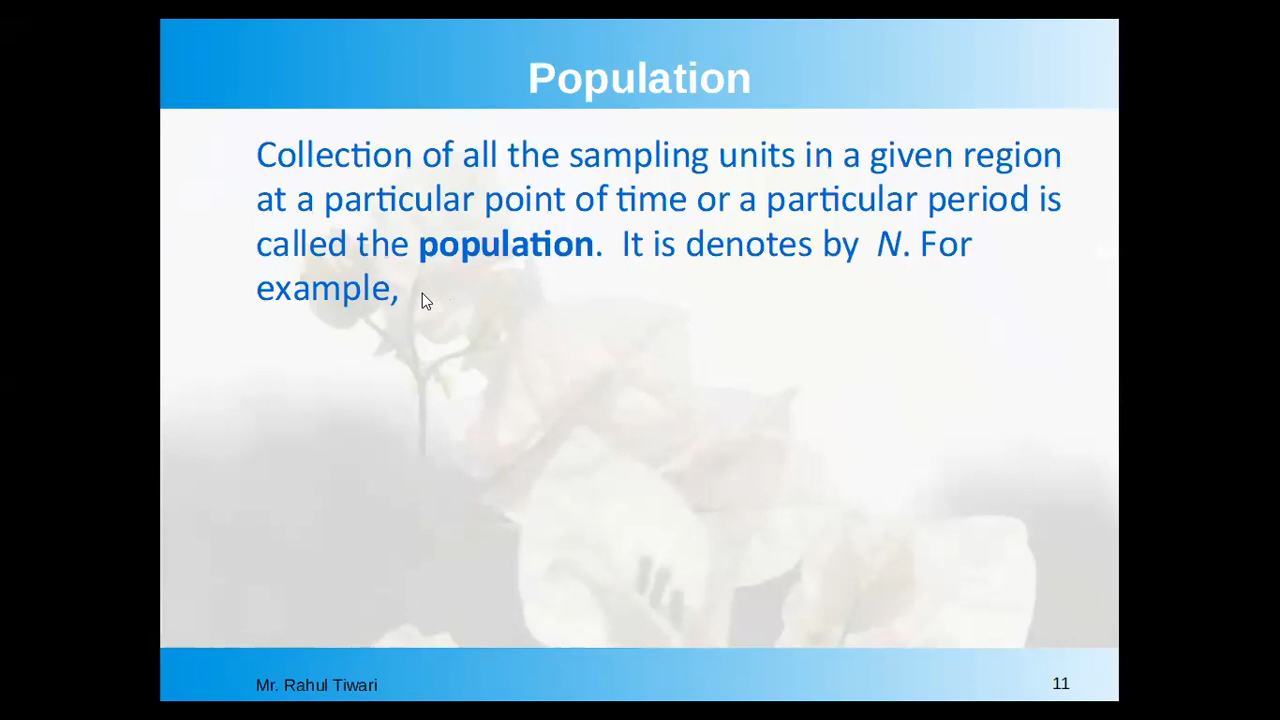 Population
Collection of all the sampling units in a given region
at a particular point of time or a particular period is
called the population. It is denotes by N. For
example,
Mr. Rahul Tiwari
11